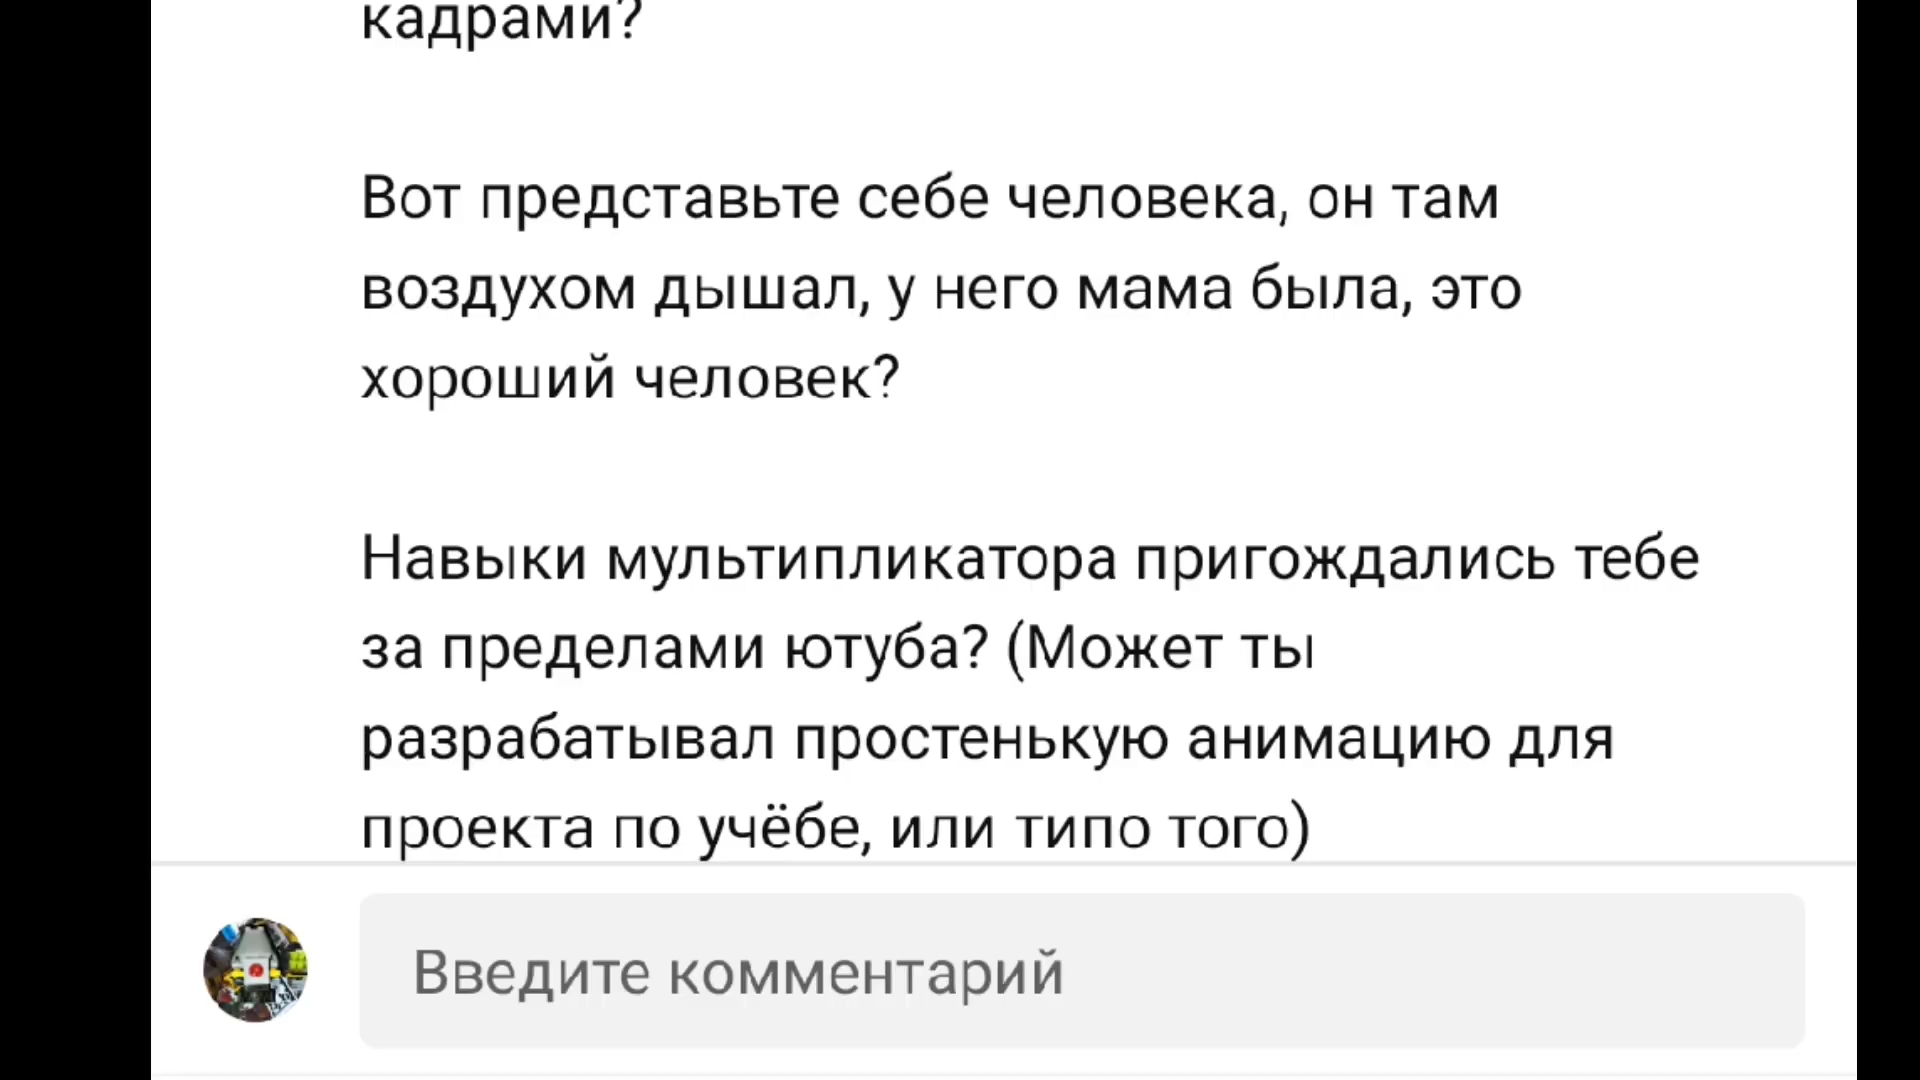 кадрами?
Вот представьте себе человека, он там
воздухом дышал, у него мама была, это
хороший человек?
Навыки мультипликатора пригождались тебе
за пределами ютуба? (Может ты
разрабатывал простенькую анимацию для
проекта по учёбе, или типо того)
Введите комментарий